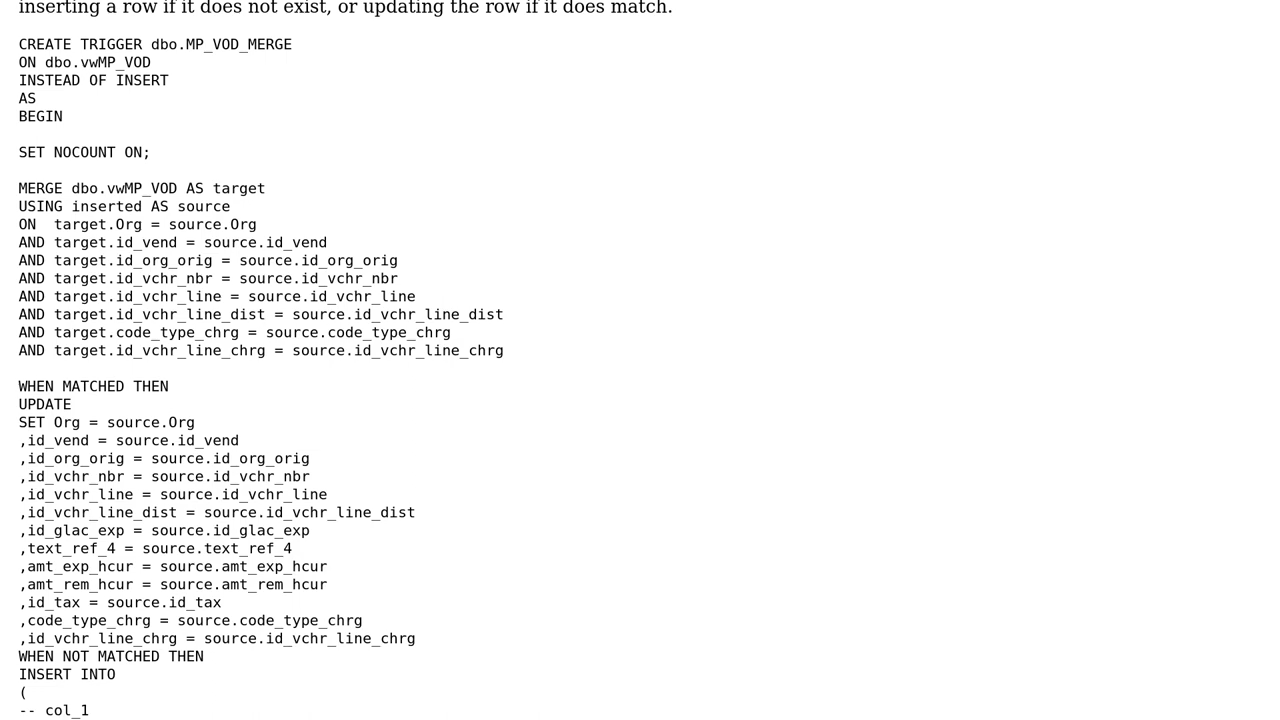 inserting a row if it does not exist, or updating the row if it does match.
CREATE TRIGGER dbo.MP_VOD_MERGE
ON dbo.vwMP_VOD
INSTEAD OF INSERT
AS
BEGIN
SET NOCOUNT ON;
MERGE dbo.vwMP_VOD AS target
USING inserted AS source
ON  target.Org = source.Org
AND target.id_vend = source.id_vend
AND target.id_org_orig = source.id_org_orig
AND target.id_vchr_nbr = source.id_vchr_nbr
AND target.id_vchr_line = source.id_vchr_line
AND target.id_vchr_line_dist = source.id_vchr_line_dist
AND target.code_type_chrg = source.code_type_chrg
AND target.id_vchr_line_chrg = source.id_vchr_line_chrg
WHEN MATCHED THEN
UPDATE
SET Org = source.Org
,id_vend = source.id_vend
,id_org_orig = source.id_org_orig
,id_vchr_nbr = source.id_vchr_nbr
,id_vchr_line = source.id_vchr_line
,id_vchr_line_dist = source.id_vchr_line_dist
,id_glac_exp = source.id_glac_exp
,text_ref_4 = source.text_ref_4
,amt_exp_hcur = source.amt_exp_hcur
,amt_rem_hcur = source.amt_rem_hcur
,id_tax = source.id_tax
,code_type_chrg = source.code_type_chrg
,id_vchr_line_chrg = source.id_vchr_line_chrg
WHEN NOT MATCHED THEN
INSERT INTO
(
-- col_1